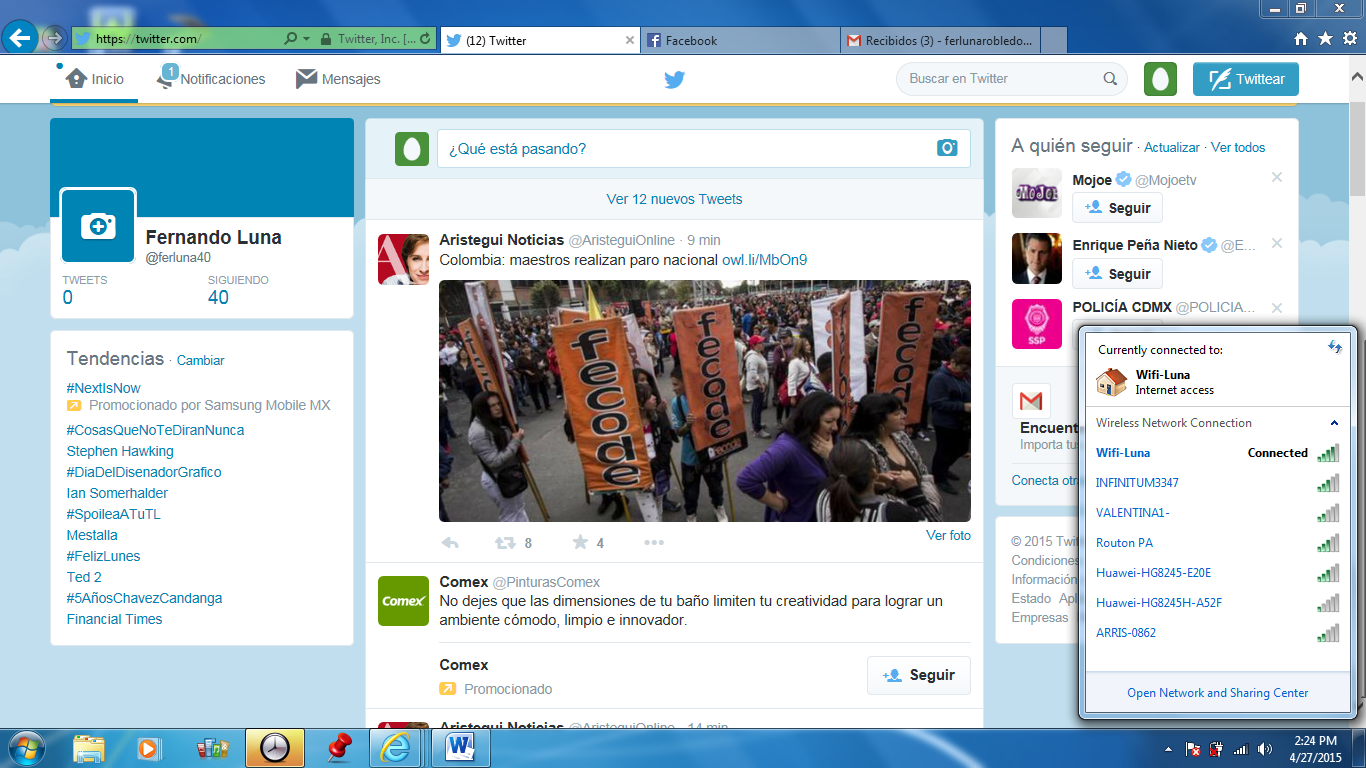 https://twitter.com/
Twitter, Inc. [...
(12) Twitter
Facebook
Recibidos (3) - ferlunarobledo...
Inicio
1
Notificaciones
Mensajes
Buscar en Twitter
Twittear
Fernando Luna
@ferluna40
TWEETS
SIGUIENDO
0
40
Tendencias · Cambiar
#NextIsNow
Promocionado por Samsung Mobile MX
#CosasQueNoTeDiranNunca
Stephen Hawking
#DiaDelDisenadorGrafico
Ian Somerhalder
#SpoileaATuTL
Mestalla
#FelizLunes
Ted 2
#5AñosChavezCandanga
Financial Times
¿Qué está pasando?
Ver 12 nuevos Tweets
Aristegui Noticias @AristeguiOnline · 9 min
Colombia: maestros realizan paro nacional owl.li/MbOn9
fecode
fecode
fecode
8
4
Ver foto
Comex
Comex @PinturasComex
No dejes que las dimensiones de tu baño limiten tu creatividad para lograr un
ambiente cómodo, limpio e innovador.
Comex
Promocionado
Seguir
Aristegui Noticias @AristeguiOnline · 14 min
A quién seguir · Actualizar · Ver todos
MOJOE
Mojoe @Mojoetv
Seguir
Enrique Peña Nieto @E...
Seguir
SSP
POLICÍA CDMX @POLICIA...
Encuent
Importa tu
Conecta otra
© 2015 Twit
Condiciones
Información
Estado Apl
Empresas
Currently connected to:
Wifi-Luna
Internet access
Wireless Network Connection
Wifi-Luna Connected
INFINITUM3347
VALENTINA1-
Routon PA
Huawei-HG8245-E20E
Huawei-HG8245H-A52F
ARRIS-0862
Open Network and Sharing Center
2:24 PM
4/27/2015